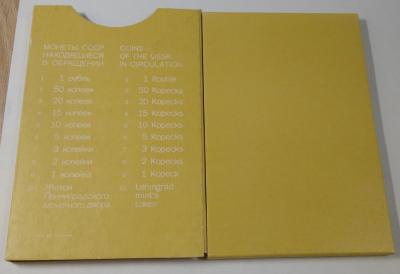 МОНЕТЫ СССР
НАХОДЯЩИЕСЯ
В ОБРАЩЕНИИ
1 рубль
50 копеек
20 копеек
15 копеек
10 копеек
5 копеек
3 копейки
2 копейки
1 копейка
Жетон
Ленинградского
монетного двора
COINS
OF THE USSR
IN CIRCULATION
1 Rouble
50 Kopecks
20 Kopecks
15 Kopecks
10 Kopecks
5 Kopecks
3 Kopecks
2 Kopecks
1 Kopeck
Leningrad
mint's
token